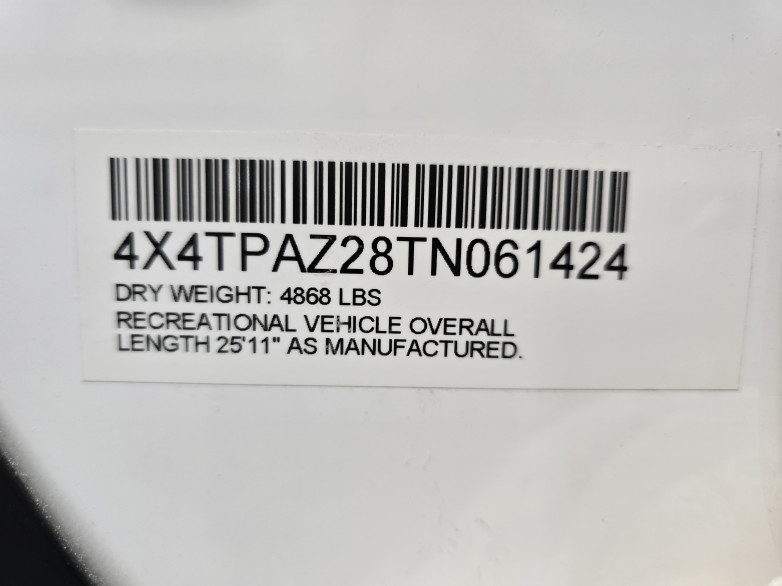 4X4TPAZ28TN061424
DRY WEIGHT: 4868 LBS
RECREATIONAL VEHICLE OVERALL
LENGTH 25'11" AS MANUFACTURED.